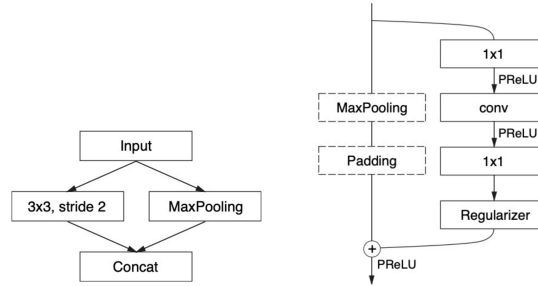 Input
3x3, stride 2
MaxPooling
Concat
1x1
PReLU
MaxPooling
conv
PReLU
Padding
1x1
Regularizer
+
PReLU